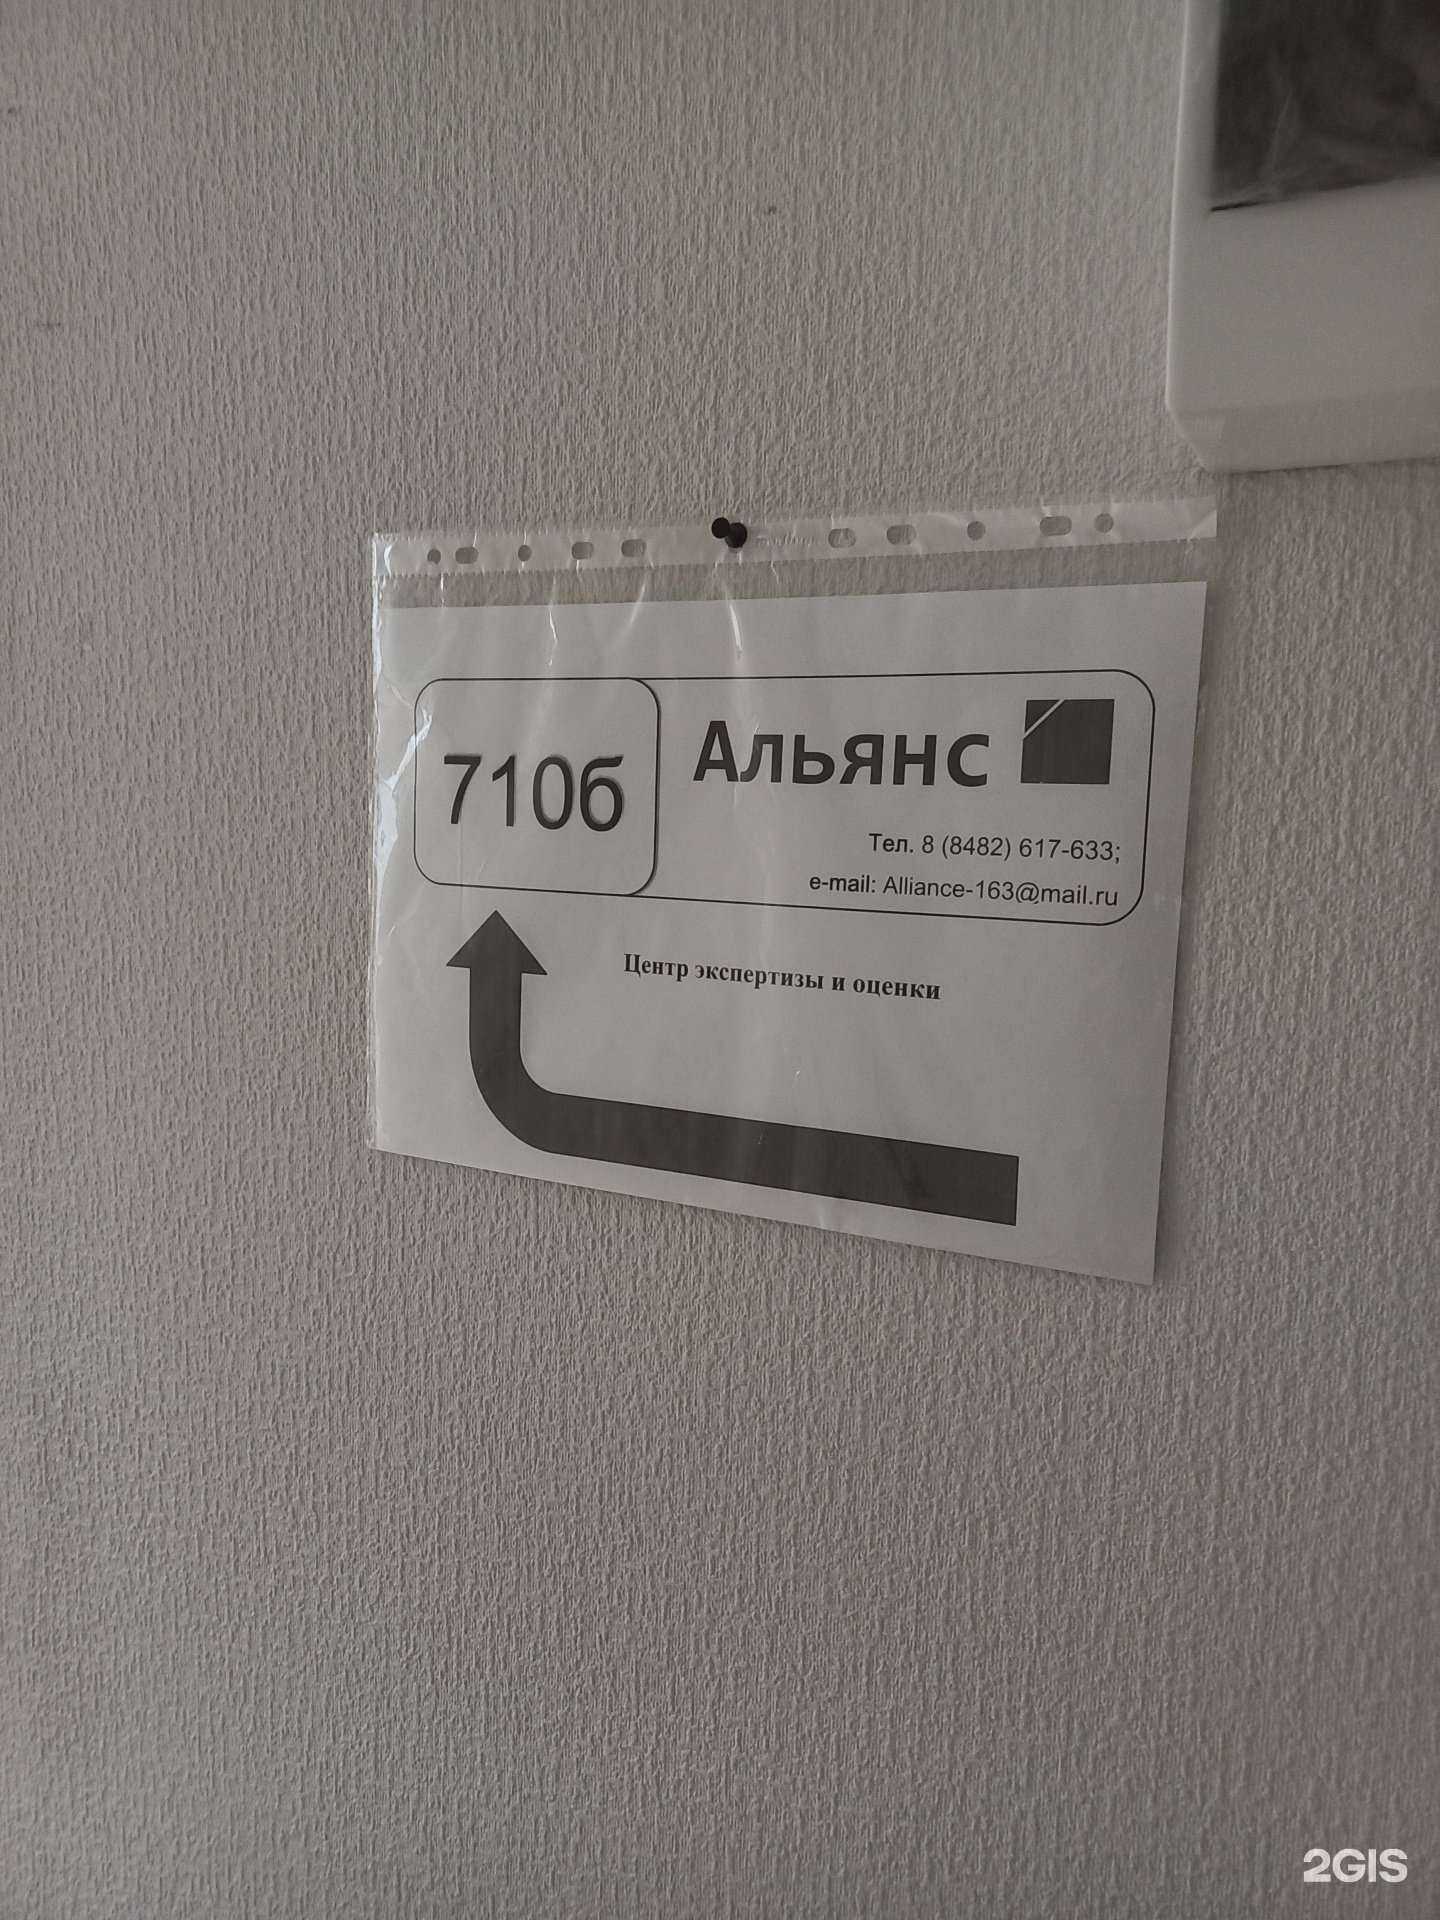 710б
Альянс
Тел. 8 (8482) 617-633;
e-mail: Alliance-163@mail.ru
Центр экспертизы и оценки
2GIS